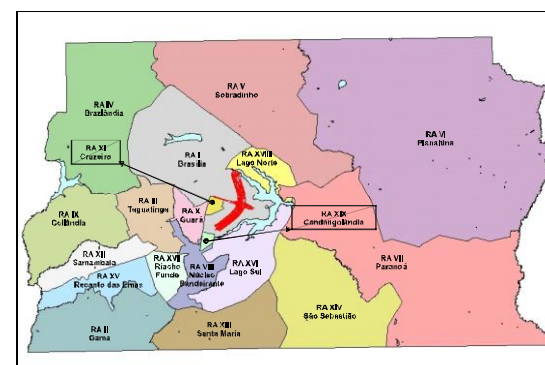 RA IV
Brazlândia
RA V
Sobradinho
RA VI
Planaltina
RA XI
Cruzeiro
RA I
Brasília
RA XVIII
Lago Norte
RA III
Taguatinga
RA X
Guará
RA XIX
Candangolândia
RA IX
Ceilândia
RA XII
Samambaia
RA XVII
Riacho
Fundo
RA VIII
Núcleo
Bandeirante
RA XVI
Lago Sul
RA VII
Paranoá
RA XV
Recanto das Emas
RA XIV
São Sebastião
RA II
Gama
RA XIII
Santa Maria